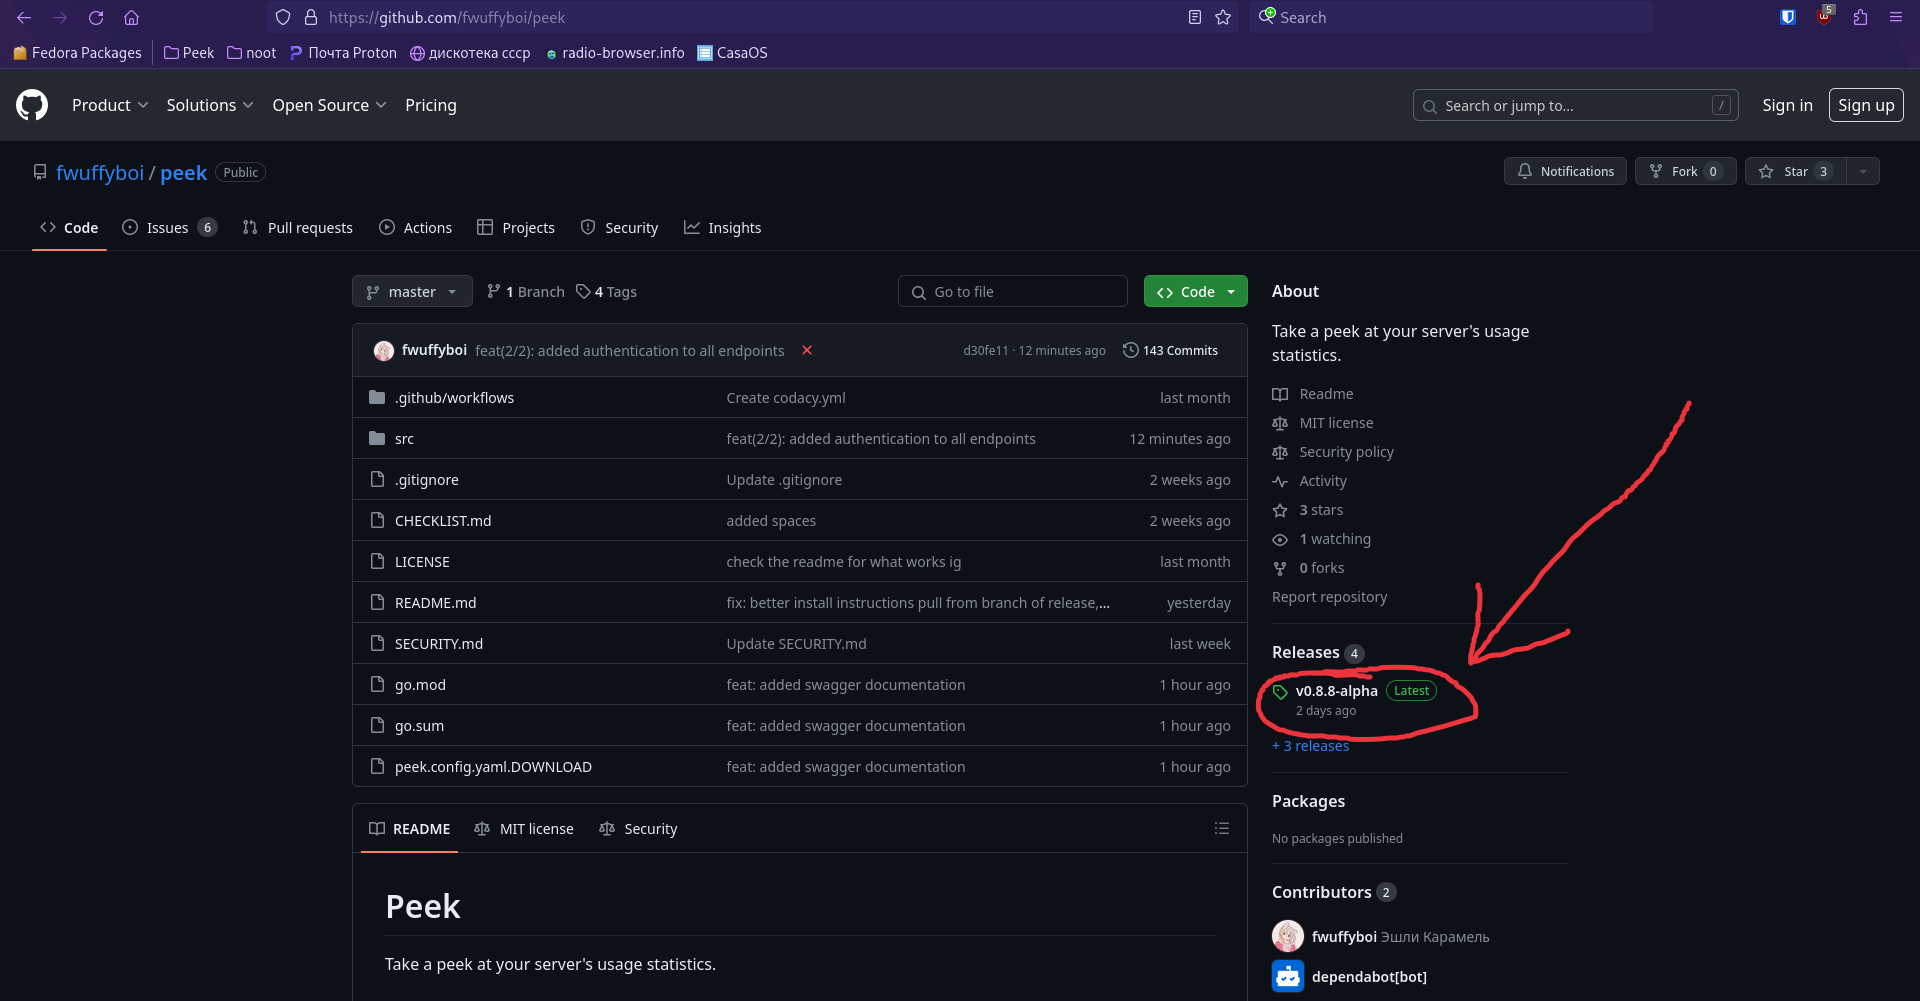 https://github.com/fwuffyboi/peek
Search
5
Fedora Packages
Peek
noot
Почта Proton
дискотека ссср
radio-browser.info
CasaOS
Product
Solutions
Open Source
Pricing
Search or jump to...
/
Sign in
Sign up
fwuffyboi / peek
Public
Notifications
Fork 0
Star 3
Code
Issues 6
Pull requests
Actions
Projects
Security
Insights
master
1 Branch
4 Tags
Go to file
Code
fwuffyboi feat(2/2): added authentication to all endpoints
d30fe11 · 12 minutes ago
143 Commits
.github/workflows Create codacy.yml last month
src feat(2/2): added authentication to all endpoints 12 minutes ago
.gitignore Update .gitignore 2 weeks ago
CHECKLIST.md added spaces 2 weeks ago
LICENSE check the readme for what works ig last month
README.md fix: better install instructions pull from branch of release,... yesterday
SECURITY.md Update SECURITY.md last week
go.mod feat: added swagger documentation 1 hour ago
go.sum feat: added swagger documentation 1 hour ago
peek.config.yaml.DOWNLOAD feat: added swagger documentation 1 hour ago
README
MIT license
Security
Peek
Take a peek at your server's usage statistics.
About
Take a peek at your server's usage
statistics.
Readme
MIT license
Security policy
Activity
3 stars
1 watching
0 forks
Report repository
Releases 4
v0.8.8-alpha Latest
2 days ago
+ 3 releases
Packages
No packages published
Contributors 2
fwuffyboi Эшли Карамель
dependabot[bot]